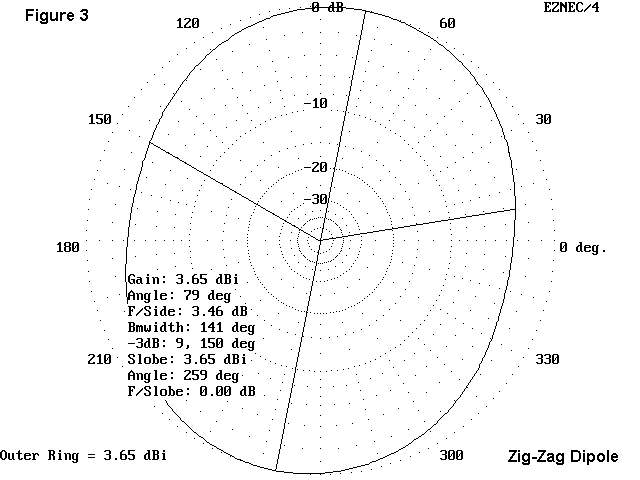 Figure 3
0 dB
EZNEC/4
120
60
-10
150
30
-20
-30
180
0 deg.
Gain: 3.65 dBi
Angle: 79 deg
F/Side: 3.46 dB
Bmwidth: 141 deg
-3dB: 9, 150 deg
Slobe: 3.65 dBi
Angle: 259 deg
F/Slobe: 0.00 dB
210
330
Outer Ring = 3.65 dBi
300
Zig-Zag Dipole